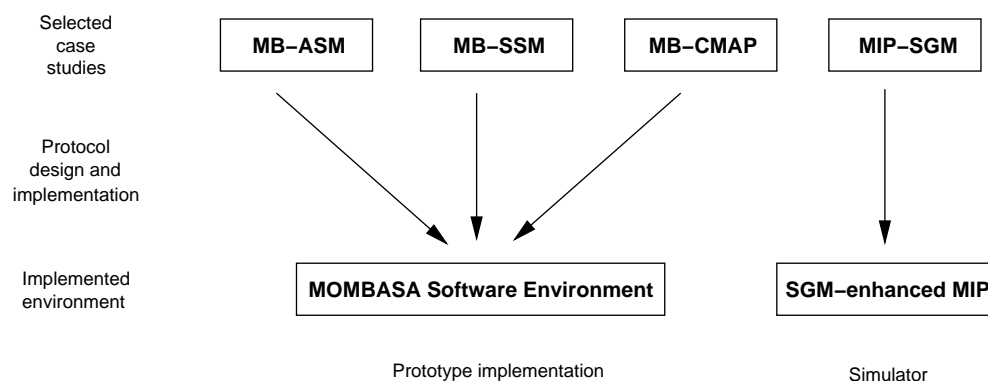 Selected
case
studies
MB–ASM
MB–SSM
MB–CMAP
MIP–SGM
Protocol
design and
implementation
Implemented
environment
MOMBASA Software Environment
SGM–enhanced MIP
Prototype implementation
Simulator